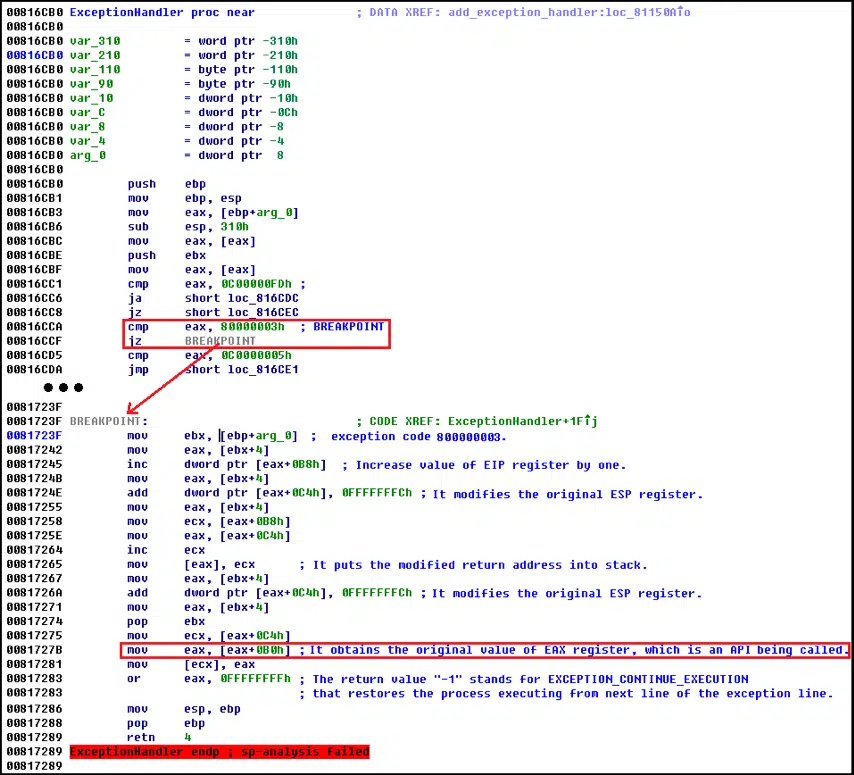 00816CB0 ExceptionHandler proc near ; DATA XREF: add_exception_handler:loc_81150A↑o
00816CB0
00816CB0 var_310 = word ptr -310h
00816CB0 var_210 = word ptr -210h
00816CB0 var_110 = byte ptr -110h
00816CB0 var_90 = byte ptr -90h
00816CB0 var_10 = dword ptr -10h
00816CB0 var_C = dword ptr -0Ch
00816CB0 var_8 = dword ptr -8
00816CB0 var_4 = dword ptr -4
00816CB0 arg_0 = dword ptr 8
00816CB0
00816CB0 push ebp
00816CB1 mov ebp, esp
00816CB3 mov eax, [ebp+arg_0]
00816CB6 sub esp, 310h
00816CBC mov eax, [eax]
00816CBE push ebx
00816CBF mov eax, [eax]
00816CC1 cmp eax, 0C00000FDh ;
00816CC6 ja short loc_816CDC
00816CC8 jz short loc_816CEC
00816CCA cmp eax, 80000003h ; BREAKPOINT
00816CCF jz BREAKPOINT
00816CD5 cmp eax, 0C0000005h
00816CDA jmp short loc_816CE1
0081723F
0081723F BREAKPOINT: ; CODE XREF: ExceptionHandler+1F↑j
0081723F mov ebx, [ebp+arg_0] ; exception code 800000003.
00817242 mov eax, [ebx+4]
00817245 inc dword ptr [eax+0B8h] ; Increase value of EIP register by one.
0081724B mov eax, [ebx+4]
0081724E add dword ptr [eax+0C4h], 0FFFFFFFCh ; It modifies the original ESP register.
00817255 mov eax, [ebx+4]
00817258 mov ecx, [eax+0B8h]
0081725E mov eax, [eax+0C4h]
00817264 inc ecx
00817265 mov [eax], ecx ; It puts the modified return address into stack.
00817267 mov eax, [ebx+4]
0081726A add dword ptr [eax+0C4h], 0FFFFFFFCh ; It modifies the original ESP register.
00817271 mov eax, [ebx+4]
00817274 pop ebx
00817275 mov ecx, [eax+0C4h]
0081727B mov eax, [eax+0B0h] ; It obtains the original value of EAX register, which is an API being called.
00817281 mov [ecx], eax
00817283 or eax, 0FFFFFFFFh ; The return value "-1" stands for EXCEPTION_CONTINUE_EXECUTION
00817283 ; that restores the process executing from next line of the exception line.
00817286 mov esp, ebp
00817288 pop ebp
00817289 retn 4
00817289 ExceptionHandler endp ; sp-analysis failed
00817289